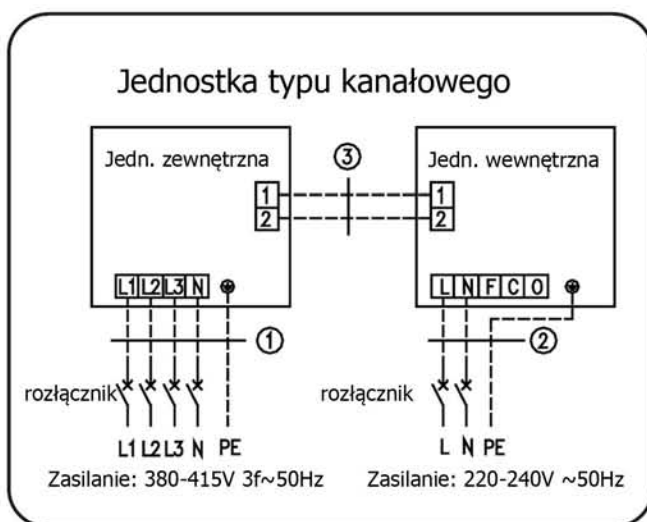 Jednostka typu kanałowego
Jedn. zewnętrzna
③
Jedn. wewnętrzna
1
1
2
2
L1 L2 L3 N
L N F C O
①
②
rozłącznik
rozłącznik
L1 L2 L3 N PE
L N PE
Zasilanie: 380-415V 3f~50Hz
Zasilanie: 220-240V ~50Hz